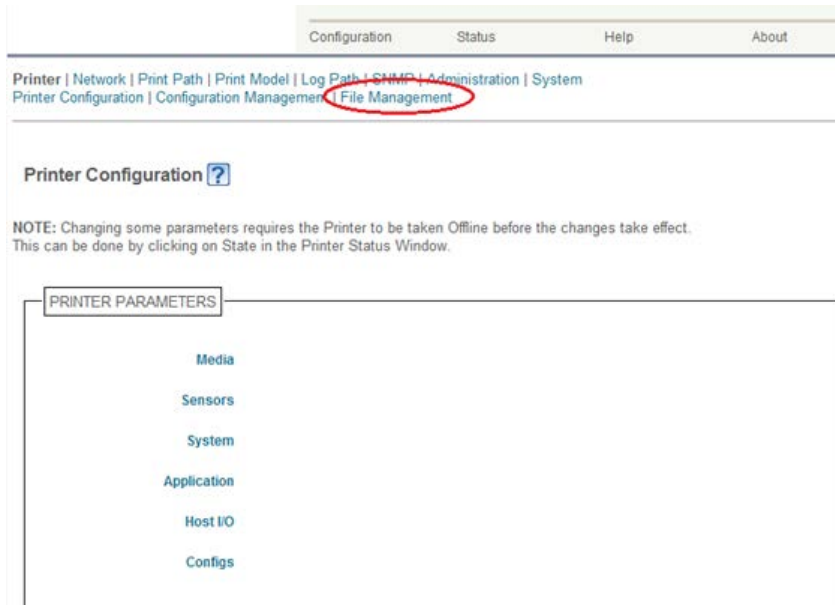 Configuration Status Help About
Printer | Network | Print Path | Print Model | Log Path | SNMP | Administration | System
Printer Configuration | Configuration Management | File Management
Printer Configuration ?
NOTE: Changing some parameters requires the Printer to be taken Offline before the changes take effect.
This can be done by clicking on State in the Printer Status Window.
PRINTER PARAMETERS
Media
Sensors
System
Application
Host I/O
Configs